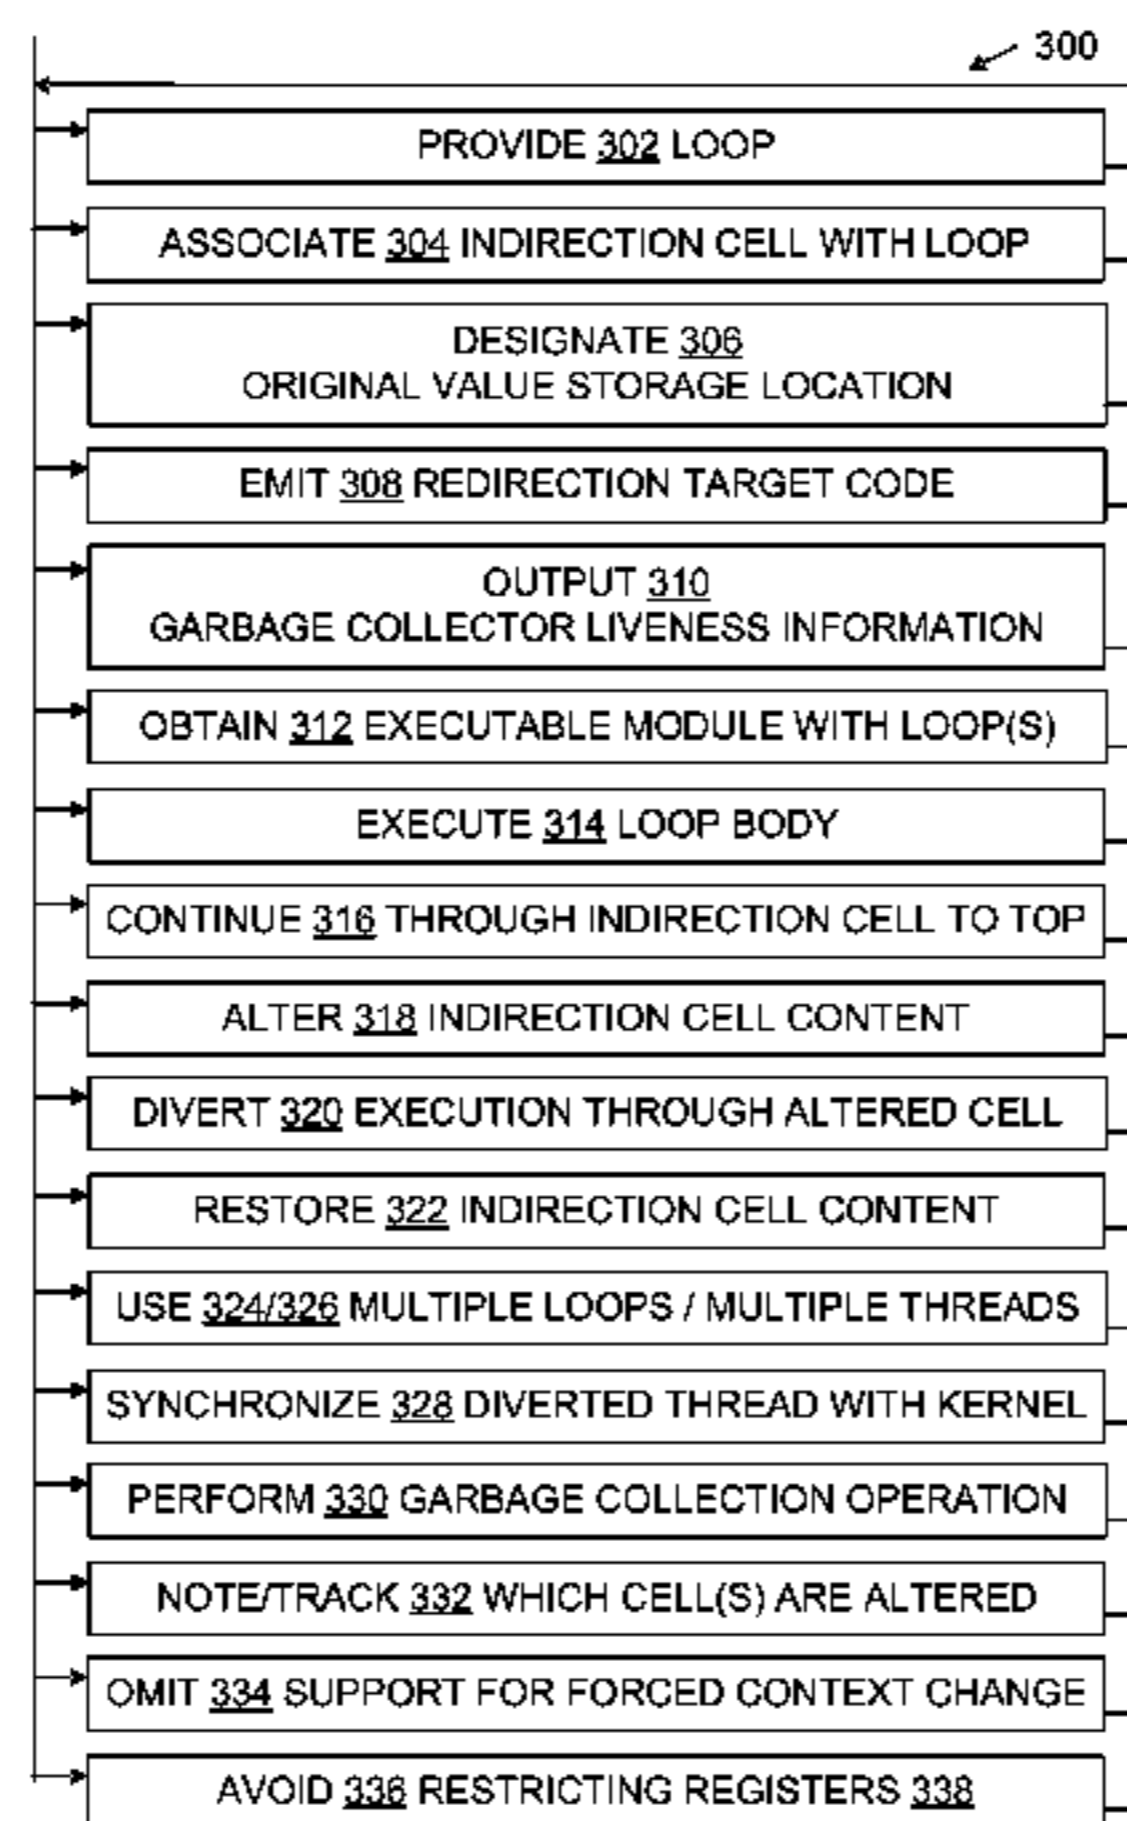 300
PROVIDE 302 LOOP
ASSOCIATE 304 INDIRECTION CELL WITH LOOP
DESIGNATE 306
ORIGINAL VALUE STORAGE LOCATION
EMIT 308 REDIRECTION TARGET CODE
OUTPUT 310
GARBAGE COLLECTOR LIVENESS INFORMATION
OBTAIN 312 EXECUTABLE MODULE WITH LOOP(S)
EXECUTE 314 LOOP BODY
CONTINUE 316 THROUGH INDIRECTION CELL TO TOP
ALTER 318 INDIRECTION CELL CONTENT
DIVERT 320 EXECUTION THROUGH ALTERED CELL
RESTORE 322 INDIRECTION CELL CONTENT
USE 324/326 MULTIPLE LOOPS / MULTIPLE THREADS
SYNCHRONIZE 328 DIVERTED THREAD WITH KERNEL
PERFORM 330 GARBAGE COLLECTION OPERATION
NOTE/TRACK 332 WHICH CELL(S) ARE ALTERED
OMIT 334 SUPPORT FOR FORCED CONTEXT CHANGE
AVOID 336 RESTRICTING REGISTERS 338